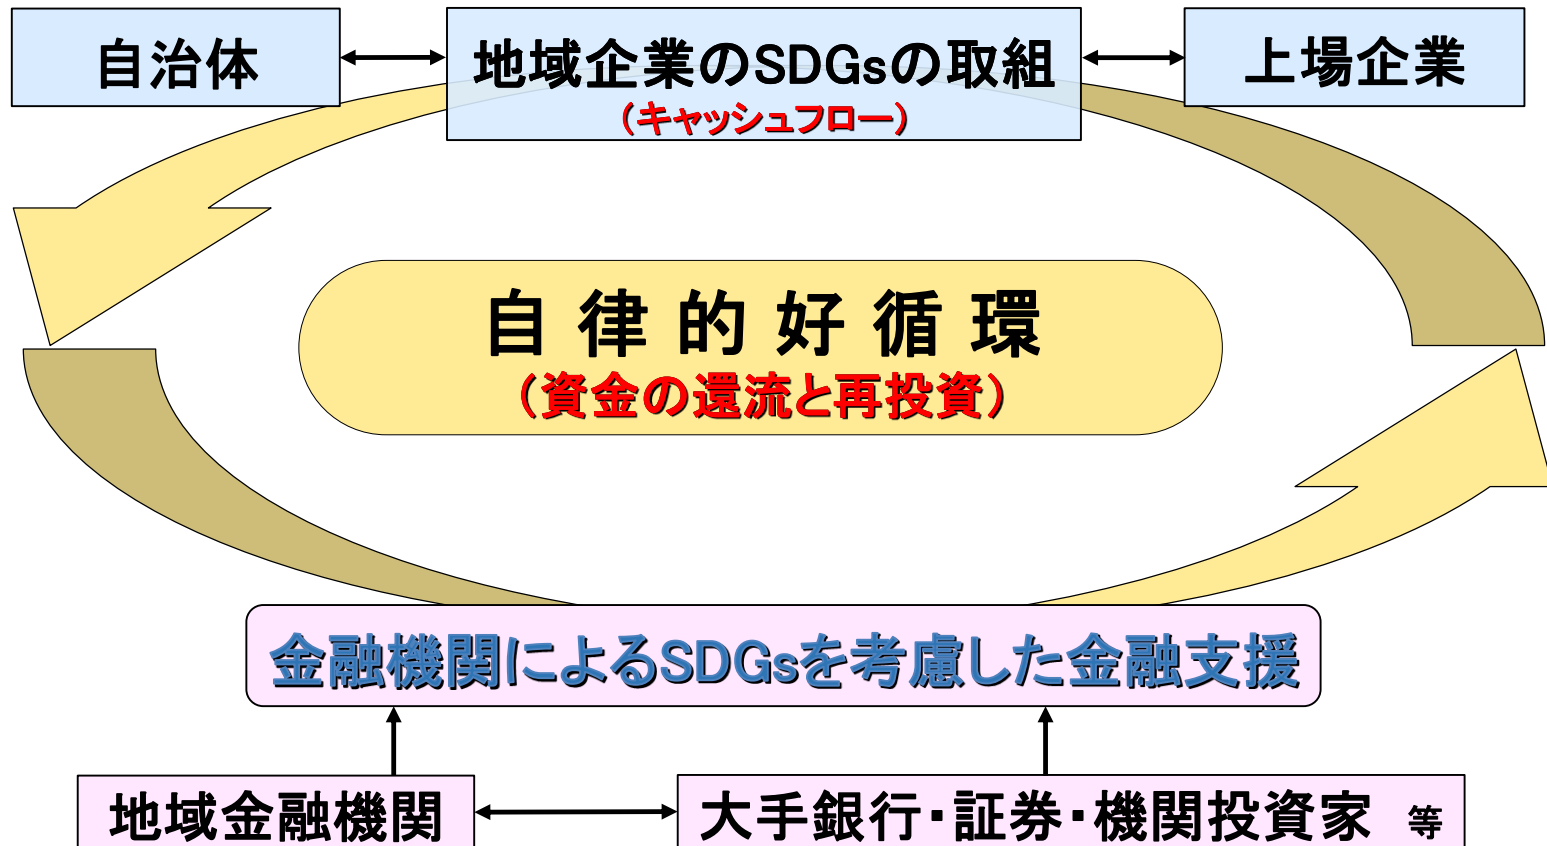 自治体
地域企業のSDGsの取組
（キャッシュフロー）
上場企業
自律的好循環
（資金の還流と再投資）
金融機関によるSDGsを考慮した金融支援
地域金融機関
大手銀行・証券・機関投資家 等